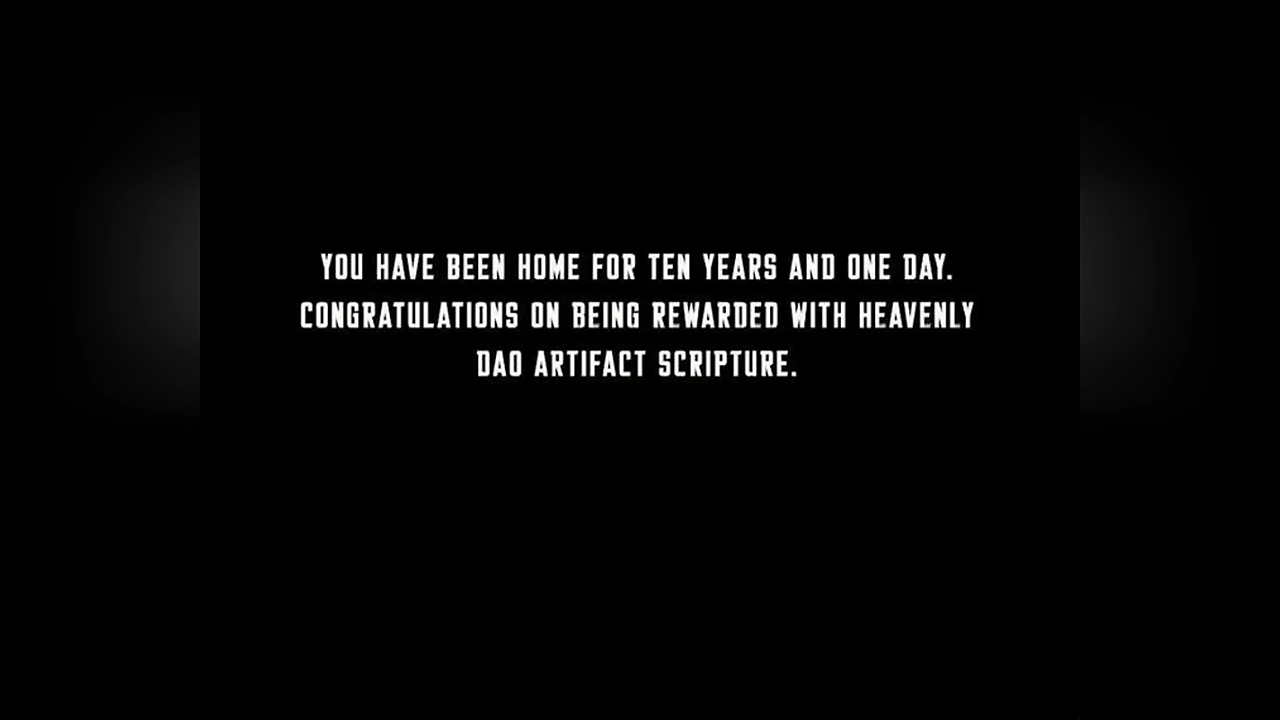 YOU HAVE BEEN HOME FOR TEN YEARS AND ONE DAY.
CONGRATULATIONS ON BEING REWARDED WITH HEAVENLY
DAO ARTIFACT SCRIPTURE.